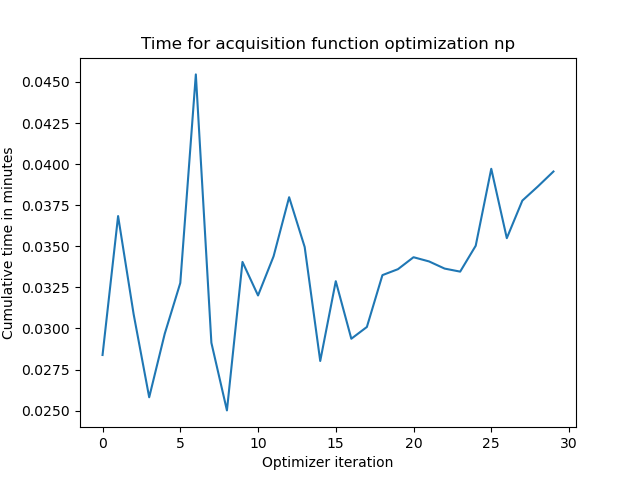 Time for acquisition function optimization np
Cumulative time in minutes
0.0450
0.0425
0.0400
0.0375
0.0350
0.0325
0.0300
0.0275
0.0250
0 5 10 15 20 25 30
Optimizer iteration